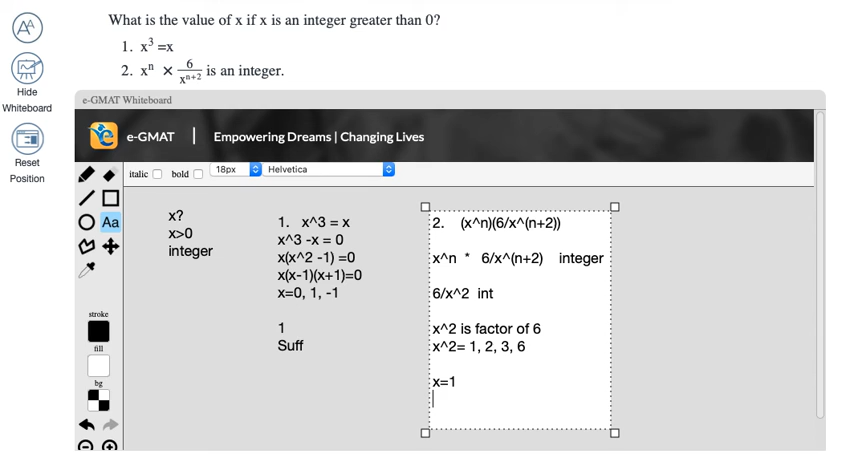 AA
What is the value of x if x is an integer greater than 0?
1. x³ =x
2. xⁿ × 6/xⁿ⁺² is an integer.
Hide
Whiteboard
Reset
Position
e-GMAT Whiteboard
e-GMAT | Empowering Dreams | Changing Lives
italic bold 18px Helvetica
Aa
stroke
fill
bg
x?
x>0
integer
1. x^3 = x
x^3 -x = 0
x(x^2 -1) =0
x(x-1)(x+1)=0
x=0, 1, -1
1
Suff
2. (x^n)(6/x^(n+2))
x^n * 6/x^(n+2) integer
6/x^2 int
x^2 is factor of 6
x^2= 1, 2, 3, 6
x=1